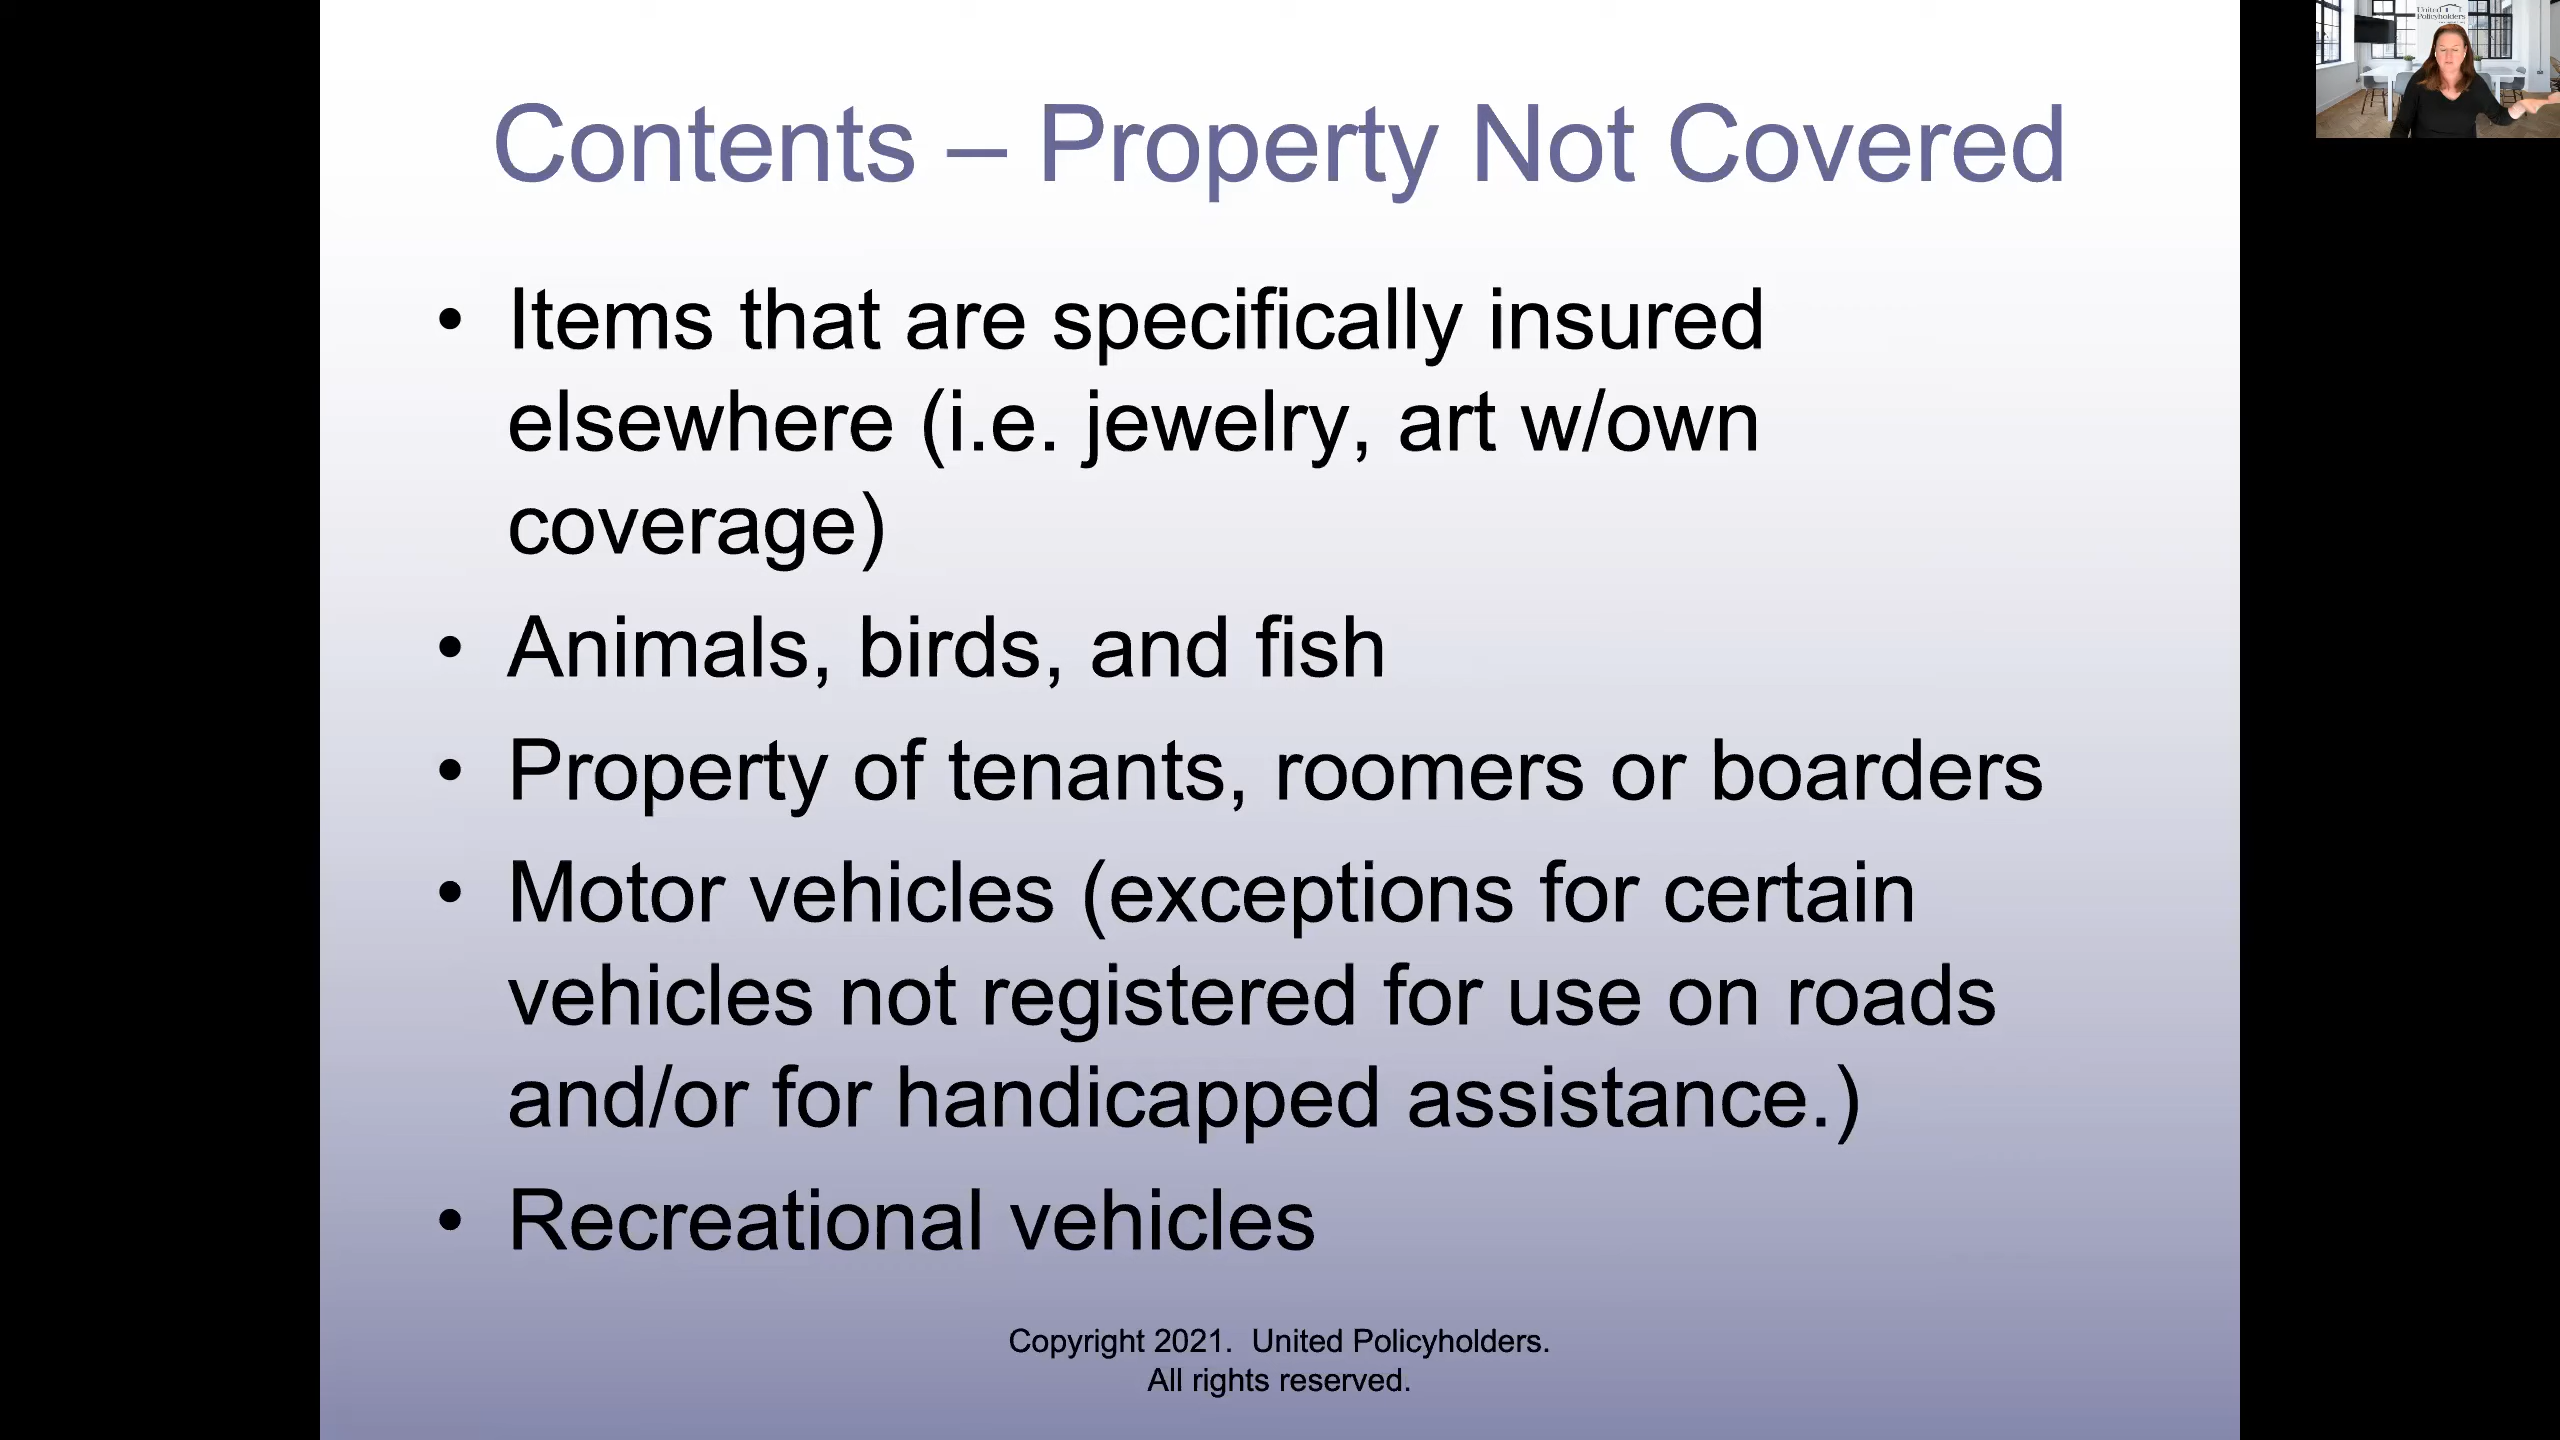 Contents – Property Not Covered
• Items that are specifically insured
elsewhere (i.e. jewelry, art w/own
coverage)
• Animals, birds, and fish
• Property of tenants, roomers or boarders
• Motor vehicles (exceptions for certain
vehicles not registered for use on roads
and/or for handicapped assistance.)
• Recreational vehicles
Copyright 2021.  United Policyholders.
All rights reserved.
United
Policyholders